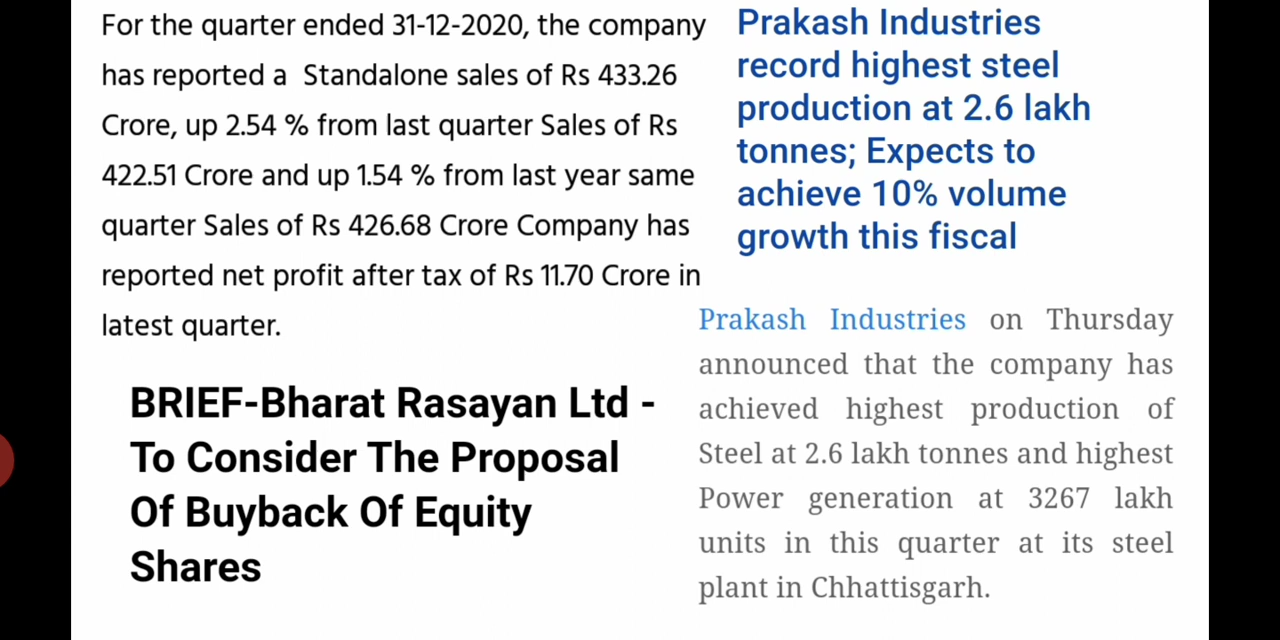 For the quarter ended 31-12-2020, the company
has reported a Standalone sales of Rs 433.26
Crore, up 2.54 % from last quarter Sales of Rs
422.51 Crore and up 1.54 % from last year same
quarter Sales of Rs 426.68 Crore Company has
reported net profit after tax of Rs 11.70 Crore in
latest quarter.
BRIEF-Bharat Rasayan Ltd -
To Consider The Proposal
Of Buyback Of Equity
Shares
Prakash Industries
record highest steel
production at 2.6 lakh
tonnes; Expects to
achieve 10% volume
growth this fiscal
Prakash Industries on Thursday
announced that the company has
achieved highest production of
Steel at 2.6 lakh tonnes and highest
Power generation at 3267 lakh
units in this quarter at its steel
plant in Chhattisgarh.